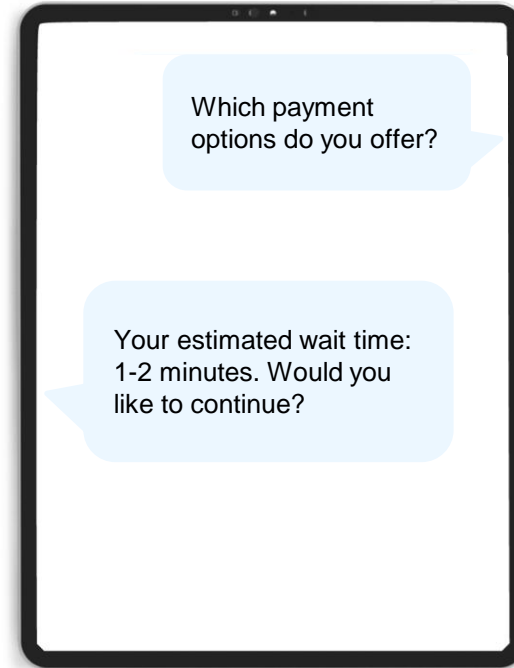 Which payment
options do you offer?
Your estimated wait time:
1-2 minutes. Would you
like to continue?